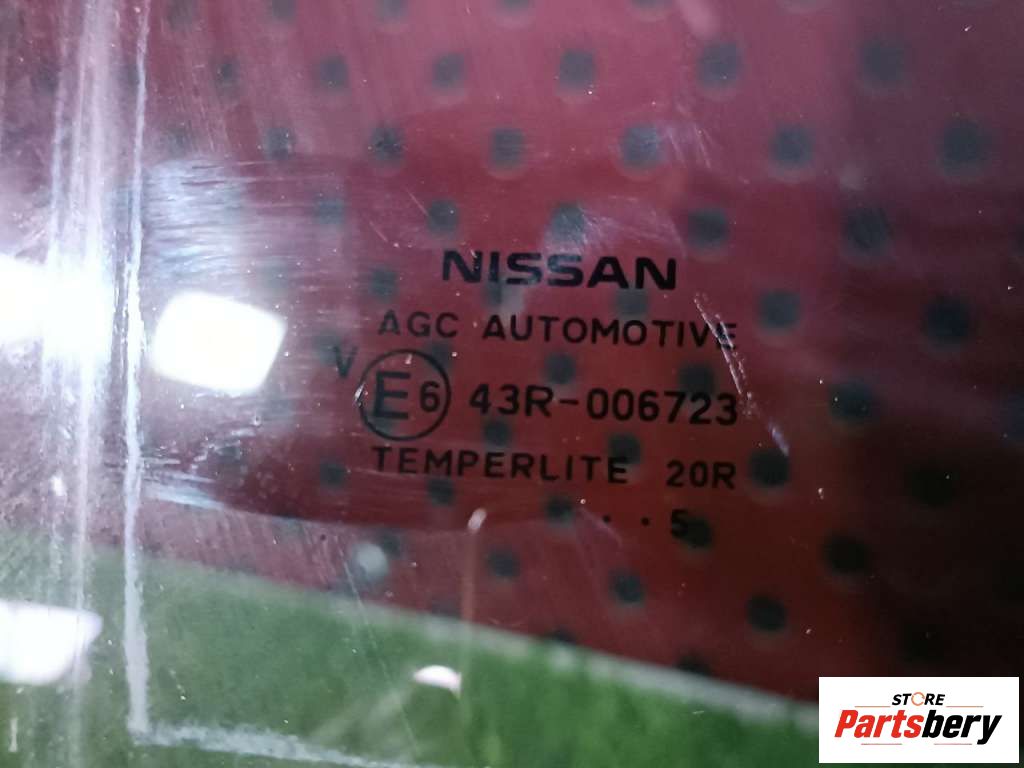 NISSAN
AGC AUTOMOTIVE
V
E6 43R-006723
TEMPERLITE 20R
. . 5
STORE
Partsbery